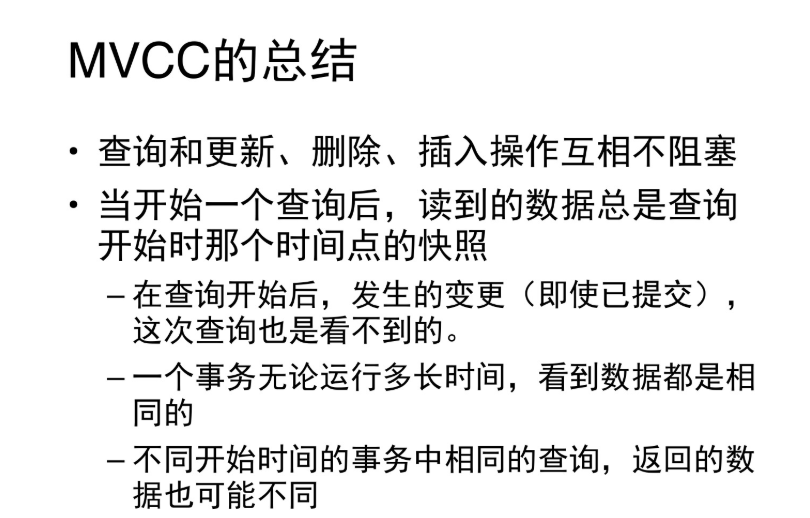 MVCC的总结
• 查询和更新、删除、插入操作互相不阻塞
• 当开始一个查询后，读到的数据总是查询
开始时那个时间点的快照
– 在查询开始后，发生的变更（即使已提交），
这次查询也是看不到的。
– 一个事务无论运行多长时间，看到数据都是相
同的
– 不同开始时间的事务中相同的查询，返回的数
据也可能不同